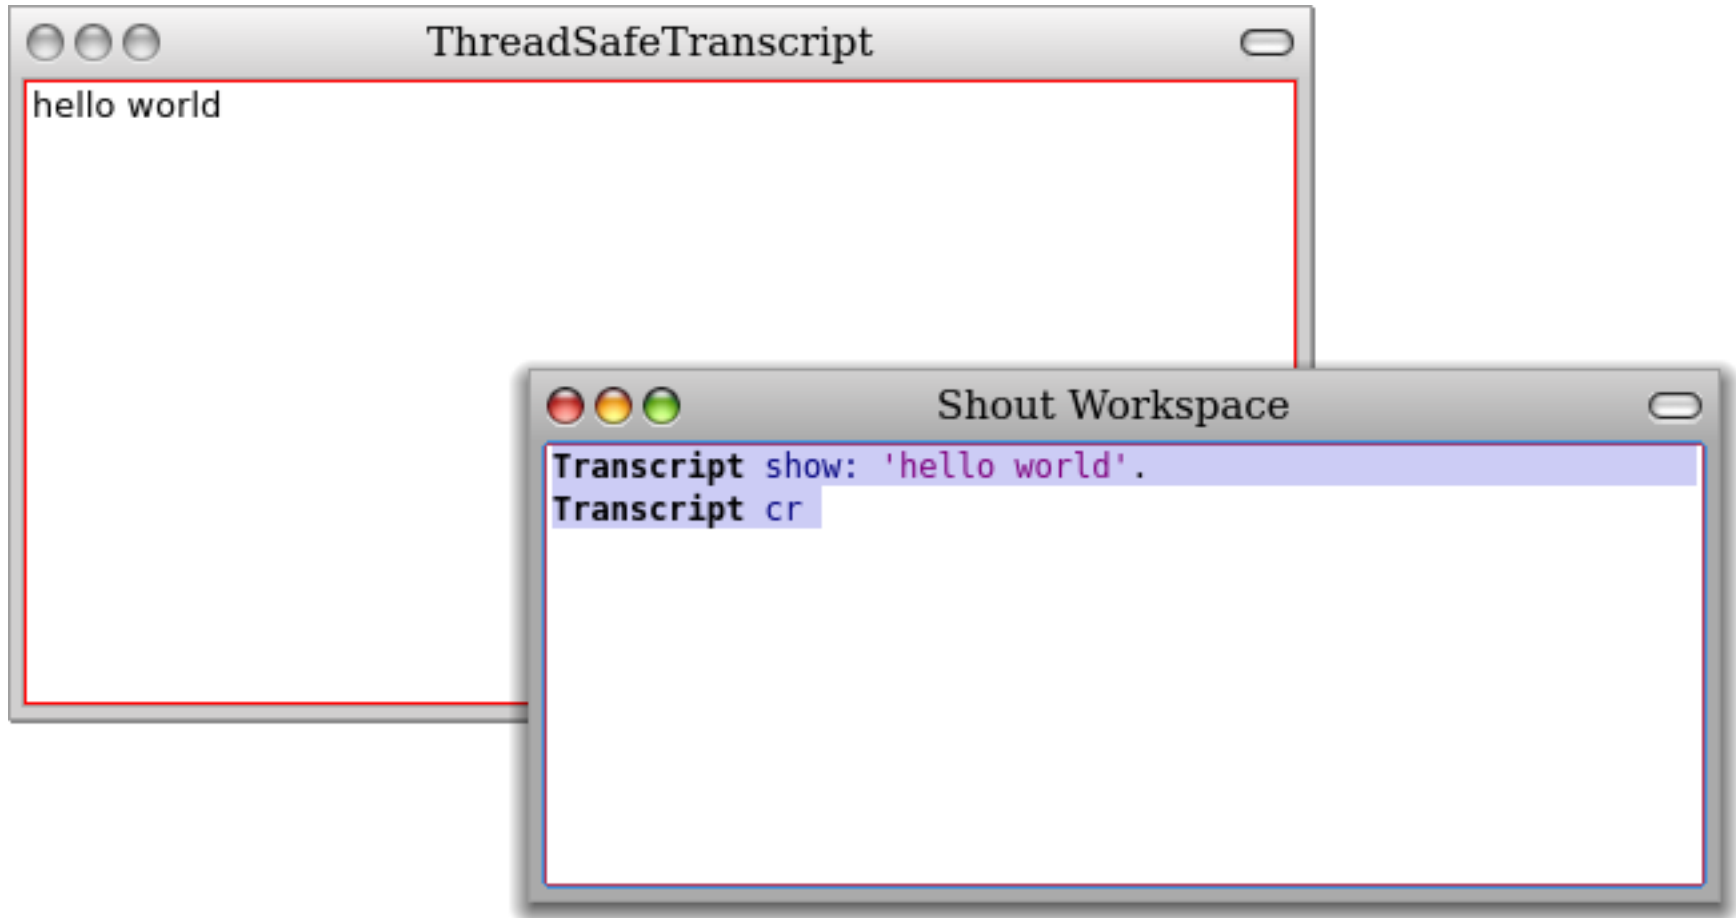 ThreadSafeTranscript
hello world
Shout Workspace
Transcript show: 'hello world'.
Transcript cr